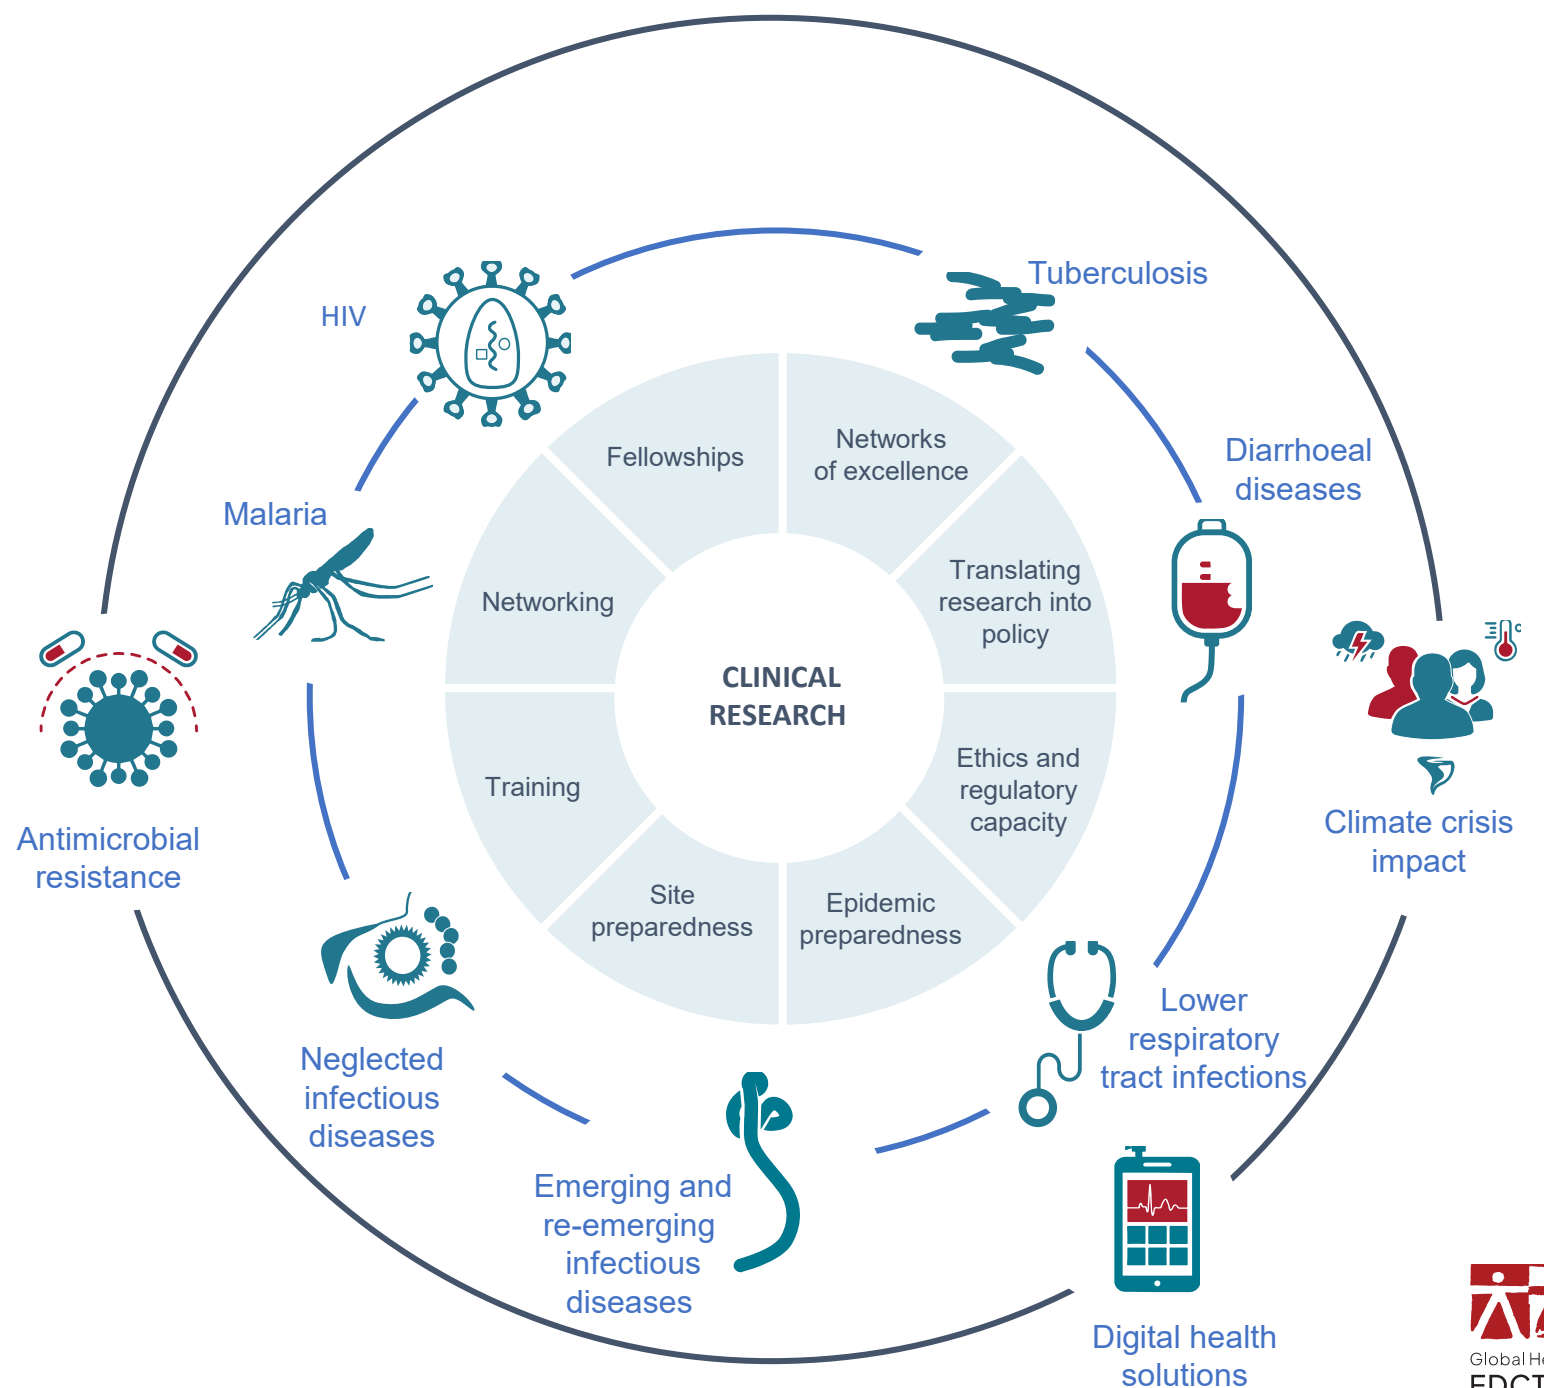 Tuberculosis
HIV
Diarrhoeal
diseases
Malaria
Fellowships
Networks
of excellence
Networking
Translating
research into
policy
CLINICAL
RESEARCH
Training
Ethics and
regulatory
capacity
Site
preparedness
Epidemic
preparedness
Antimicrobial
resistance
Climate crisis
impact
Neglected
infectious
diseases
Lower
respiratory
tract infections
Emerging and
re-emerging
infectious
diseases
Digital health
solutions
Global